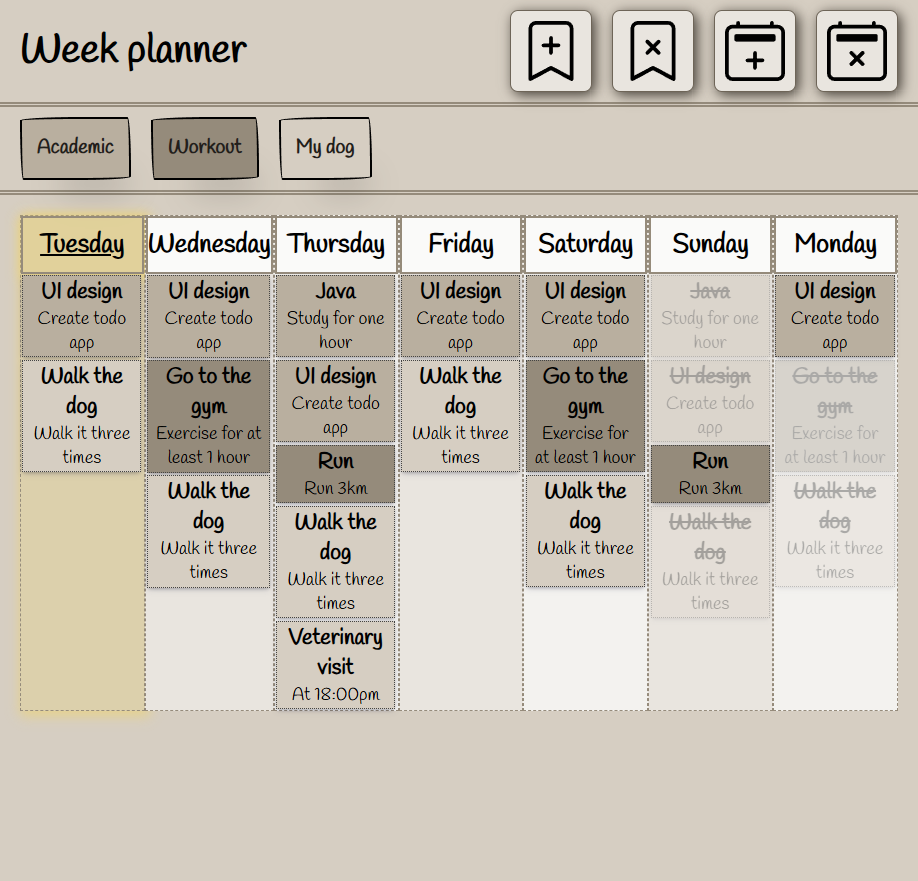 Week planner
Academic
Workout
My dog
Tuesday
UI design
Create todo
app
Walk the
dog
Walk it three
times
Wednesday
UI design
Create todo
app
Go to the
gym
Exercise for at
least 1 hour
Walk the
dog
Walk it three
times
Thursday
Java
Study for one
hour
UI design
Create todo
app
Run
Run 3km
Walk the
dog
Walk it three
times
Veterinary
visit
At 18:00pm
Friday
UI design
Create todo
app
Walk the
dog
Walk it three
times
Saturday
UI design
Create todo
app
Go to the
gym
Exercise for
at least 1 hour
Walk the
dog
Walk it three
times
Sunday
Java
Study for one
hour
UI design
Create todo
app
Run
Run 3km
Walk the
dog
Walk it three
times
Monday
UI design
Create todo
app
Go to the
gym
Exercise for
at least 1 hour
Walk the
dog
Walk it three
times